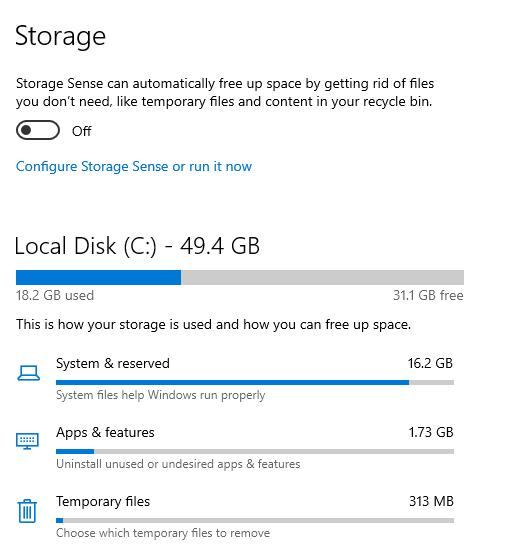 Storage
Storage Sense can automatically free up space by getting rid of files
you don't need, like temporary files and content in your recycle bin.
Off
Configure Storage Sense or run it now
Local Disk (C:) - 49.4 GB
18.2 GB used 31.1 GB free
This is how your storage is used and how you can free up space.
System & reserved 16.2 GB
System files help Windows run properly
Apps & features 1.73 GB
Uninstall unused or undesired apps & features
Temporary files 313 MB
Choose which temporary files to remove